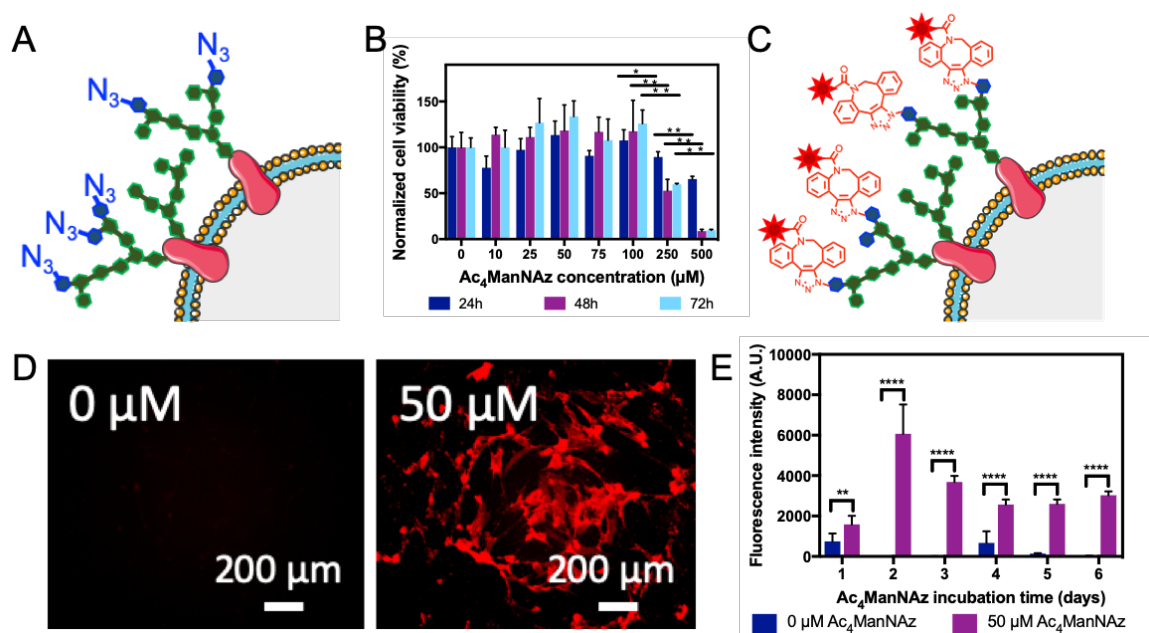 A
N₃
N₃
N₃
N₃
B
Normalized cell viability (%)
150
100
50
0
*
**
**
**
**
**
0 10 25 50 75 100 250 500
Ac₄ManNAz concentration (µM)
24h 48h 72h
C
O
N
N
N N
O
N
N
N N
O
N
N
N N
O
N
N
N N
D
0 µM
200 µm
50 µM
200 µm
E
Fluorescence intensity (A.U.)
10000
8000
6000
4000
2000
0
**
****
****
****
****
****
1 2 3 4 5 6
Ac₄ManNAz incubation time (days)
0 µM Ac₄ManNAz 50 µM Ac₄ManNAz